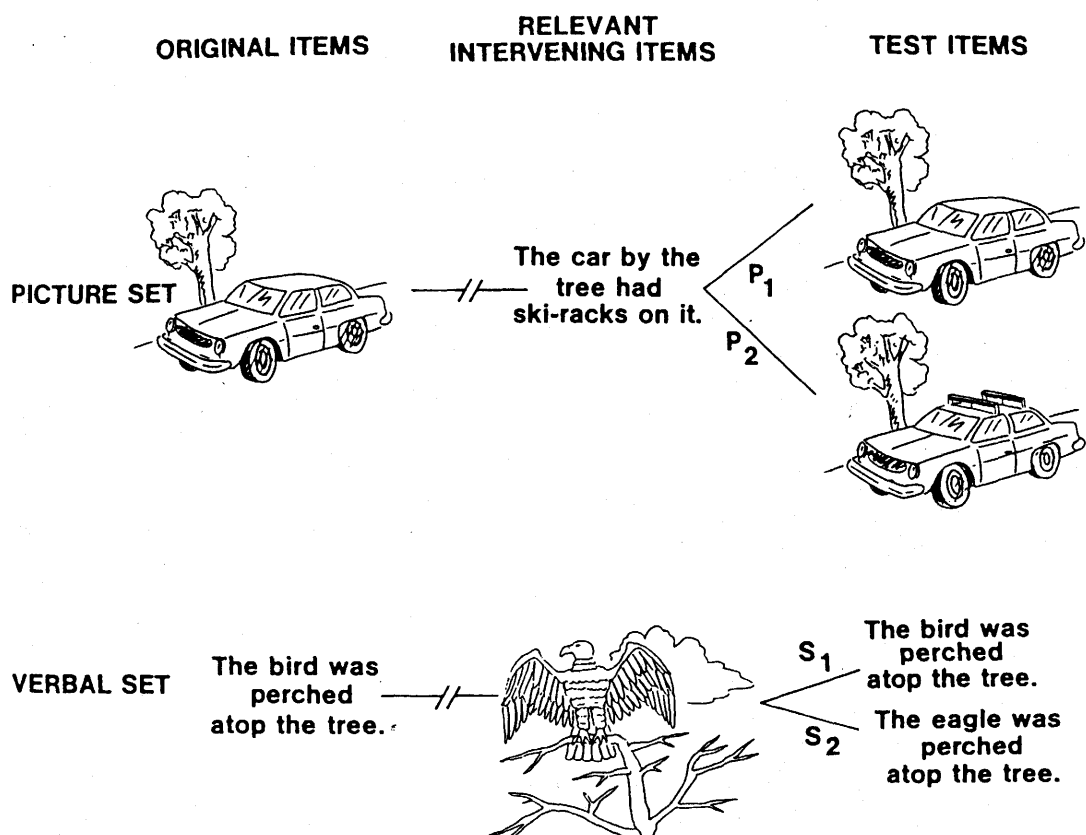 ORIGINAL ITEMS
RELEVANT
INTERVENING ITEMS
TEST ITEMS
PICTURE SET
The car by the
tree had
ski-racks on it.
P1
P2
VERBAL SET
The bird was
perched
atop the tree.
S1
The bird was
perched
atop the tree.
S2
The eagle was
perched
atop the tree.